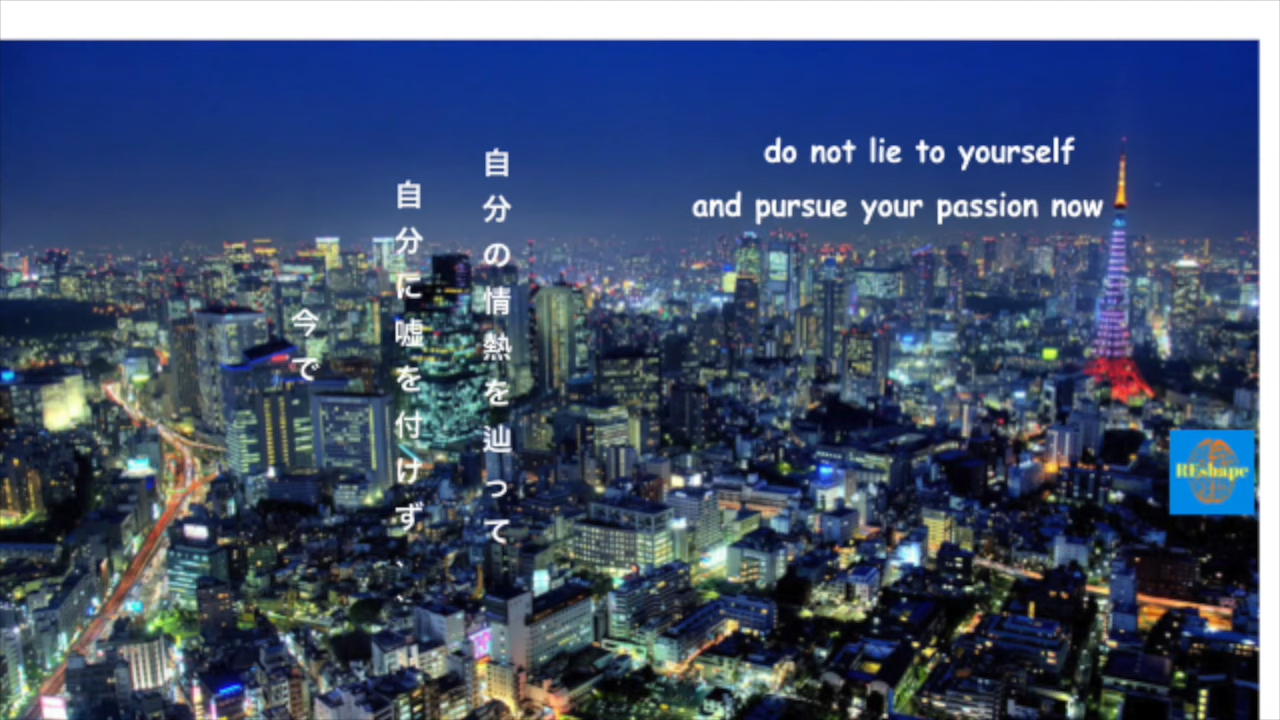 自分の情熱を辿って
自分に嘘を付けず、
今で
do not lie to yourself
and pursue your passion now
REshape